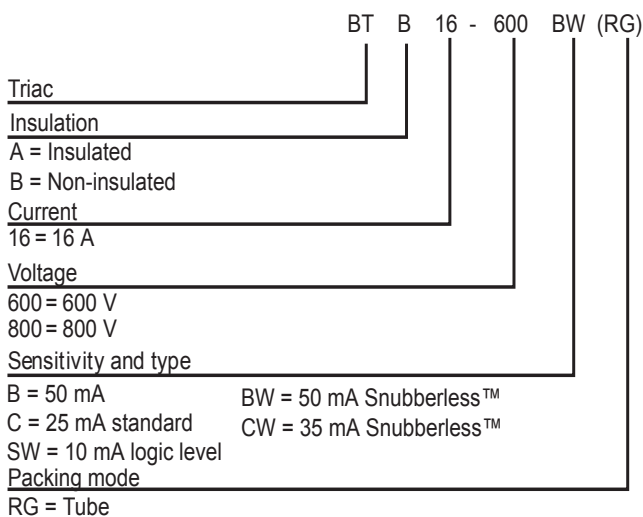 BT B 16 - 600 BW (RG)
Triac
Insulation
A = Insulated
B = Non-insulated
Current
16 = 16 A
Voltage
600 = 600 V
800 = 800 V
Sensitivity and type
B = 50 mA
BW = 50 mA Snubberless™
C = 25 mA standard
CW = 35 mA Snubberless™
SW = 10 mA logic level
Packing mode
RG = Tube